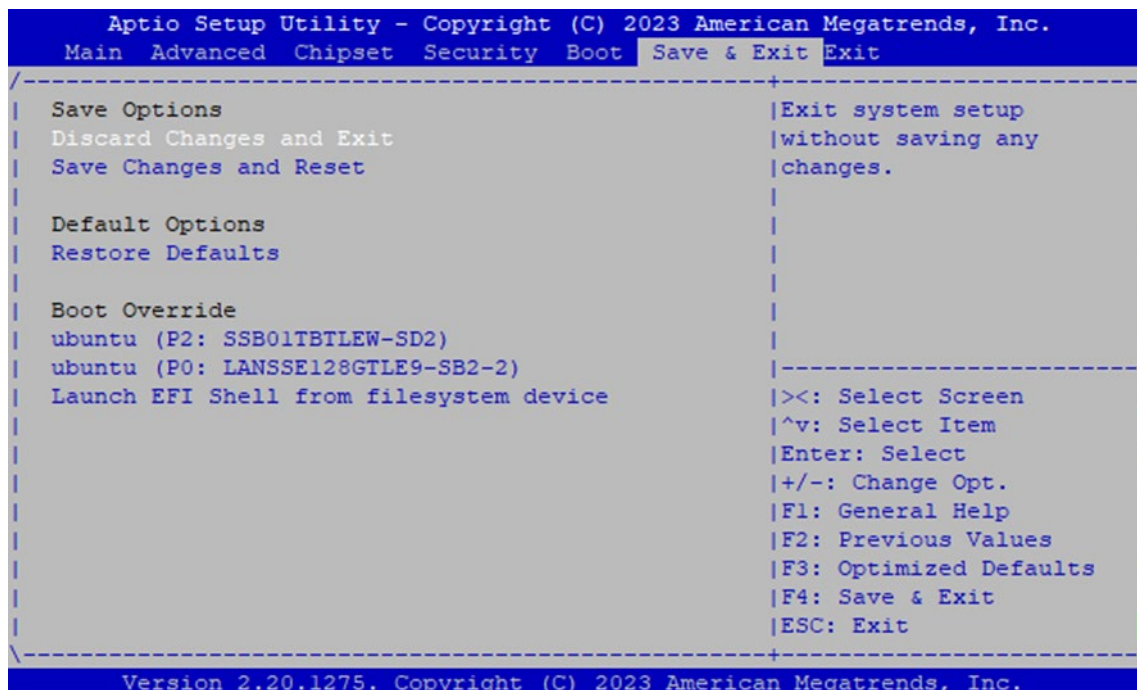 Aptio Setup Utility - Copyright (C) 2023 American Megatrends, Inc.
Main Advanced Chipset Security Boot Save & Exit Exit
/----------------------------------------------------+--------------------------
| Save Options |Exit system setup
| Discard Changes and Exit |without saving any
| Save Changes and Reset |changes.
| |
| Default Options |
| Restore Defaults |
| |
| Boot Override |
| ubuntu (P2: SSB01TBTLEW-SD2) |
| ubuntu (P0: LANSSE128GTLE9-SB2-2) |-------------------------
| Launch EFI Shell from filesystem device |><: Select Screen
| |^v: Select Item
| |Enter: Select
| |+/-: Change Opt.
| |F1: General Help
| |F2: Previous Values
| |F3: Optimized Defaults
| |F4: Save & Exit
| |ESC: Exit
\----------------------------------------------------+--------------------------
Version 2.20.1275. Copyright (C) 2023 American Megatrends, Inc.